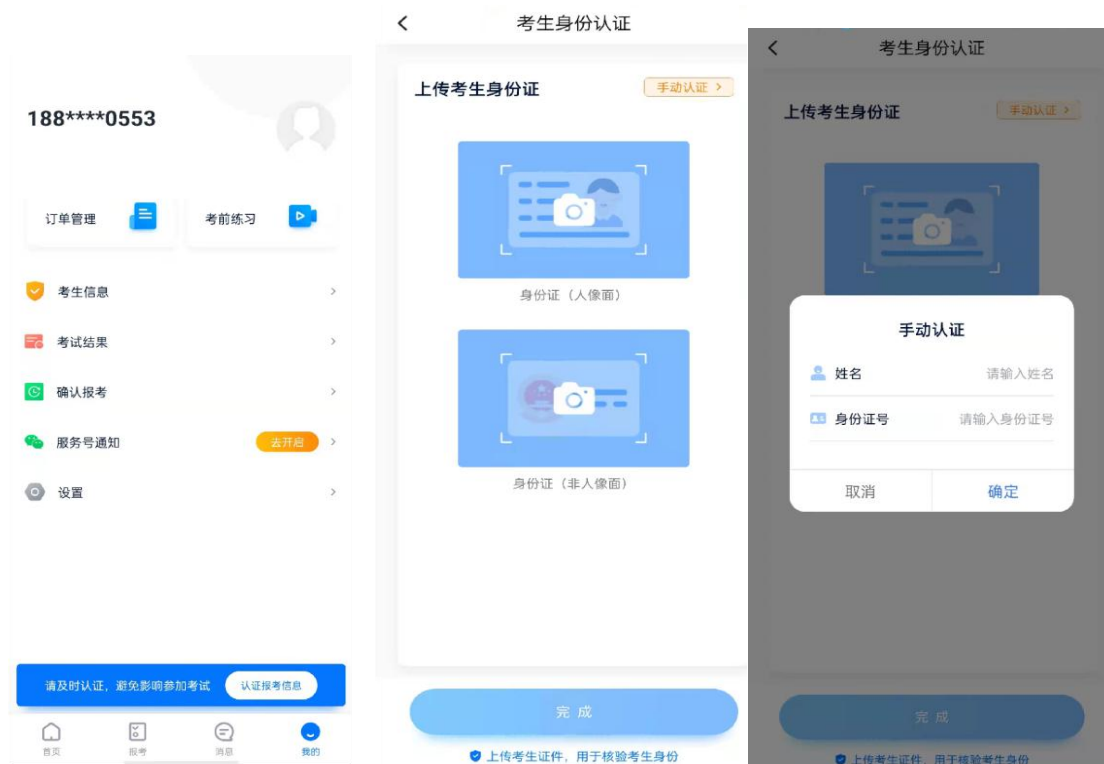 188****0553
订单管理
考前练习
考生信息
考试结果
确认报考
服务号通知
去开启
设置
请及时认证，避免影响参加考试
认证报考信息
首页
报考
消息
我的
考生身份认证
上传考生身份证
手动认证
身份证（人像面）
身份证（非人像面）
完成
上传考生证件，用于核验考生身份
考生身份认证
上传考生身份证
手动认证
手动认证
姓名
请输入姓名
身份证号
请输入身份证号
取消
确定
完成
上传考生证件，用于核验考生身份